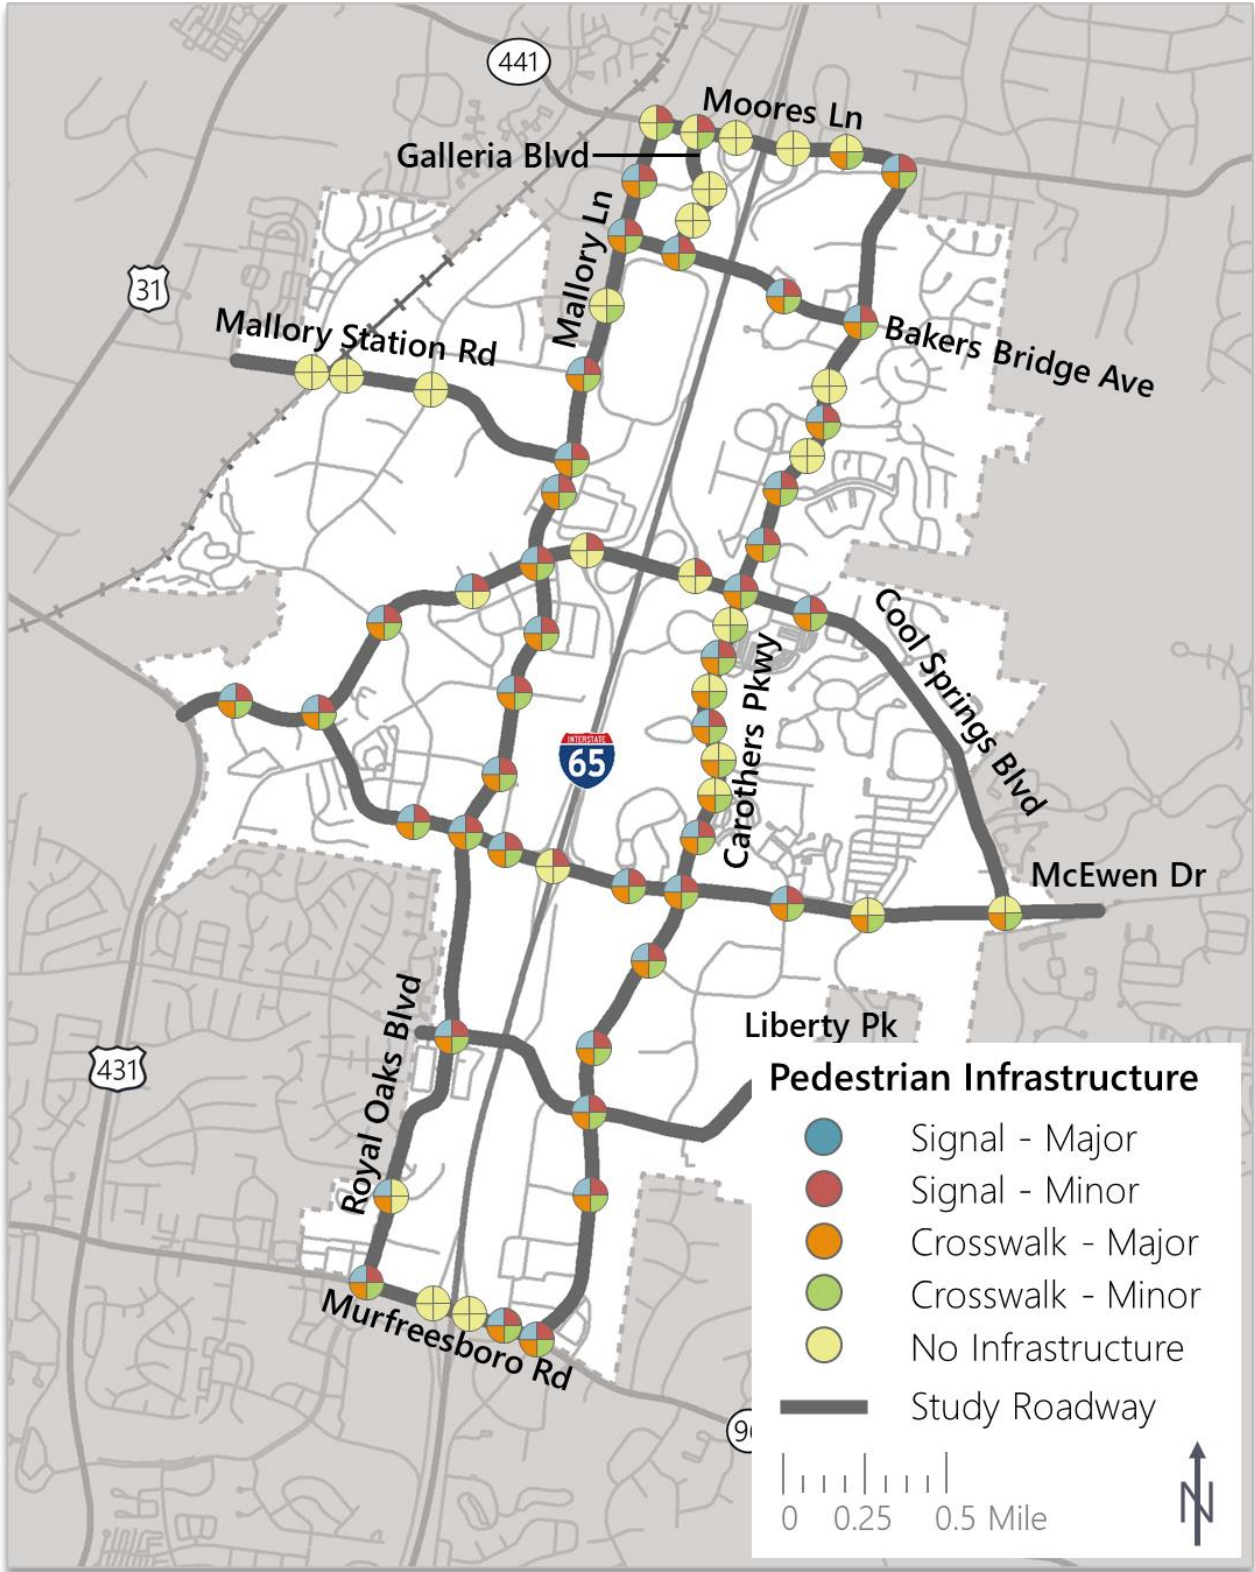 441
Moores Ln
Galleria Blvd
Mallory Ln
31
Mallory Station Rd
Bakers Bridge Ave
Cool Springs Blvd
Carothers Pkwy
INTERSTATE
65
McEwen Dr
Royal Oaks Blvd
Liberty Pk
431
Murfreesboro Rd
Pedestrian Infrastructure
Signal - Major
Signal - Minor
Crosswalk - Major
Crosswalk - Minor
No Infrastructure
Study Roadway
0 0.25 0.5 Mile
N